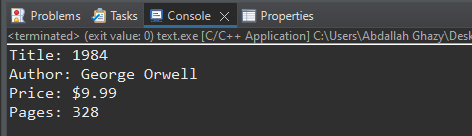 Problems Tasks Console Properties
<terminated> (exit value: 0) text.exe [C/C++ Application] C:\Users\Abdallah Ghazy\Desk
Title: 1984
Author: George Orwell
Price: $9.99
Pages: 328